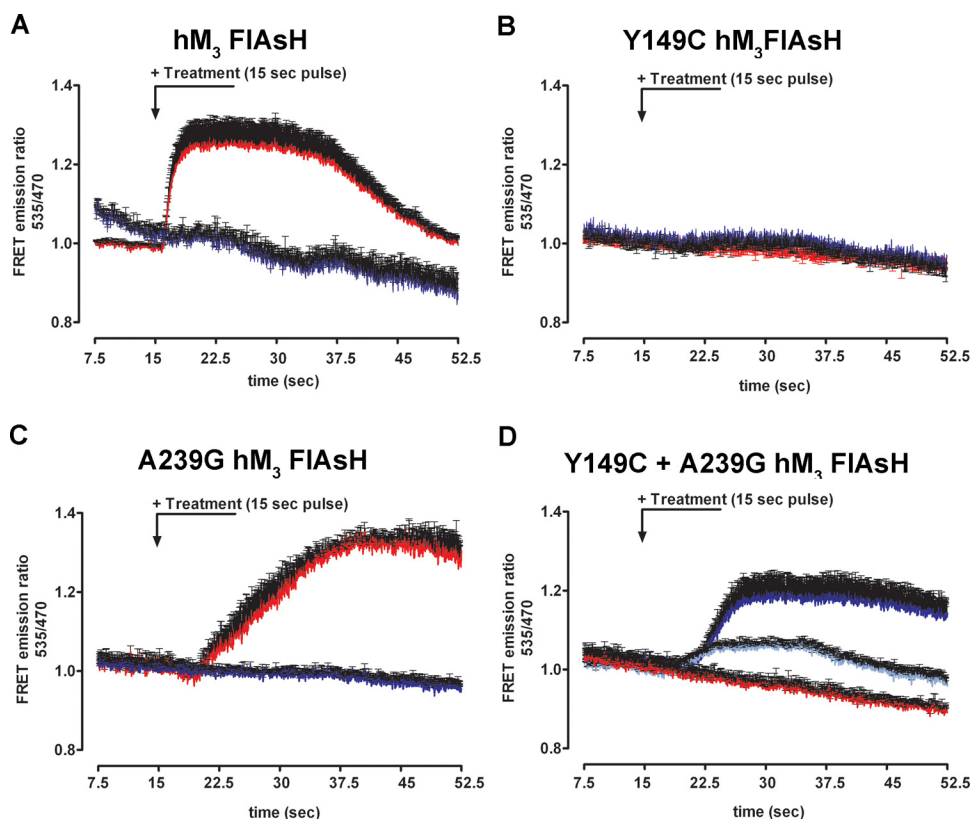 A
hM3 FlAsH
+ Treatment (15 sec pulse)
FRET emission ratio
535/470
1.4
1.2
1.0
0.8
7.5 15 22.5 30 37.5 45 52.5
time (sec)
B
Y149C hM3FlAsH
+ Treatment (15 sec pulse)
FRET emission ratio
535/470
1.4
1.2
1.0
0.8
7.5 15 22.5 30 37.5 45 52.5
time (sec)
C
A239G hM3 FlAsH
+ Treatment (15 sec pulse)
FRET emission ratio
535/470
1.4
1.2
1.0
0.8
7.5 15 22.5 30 37.5 45 52.5
time (sec)
D
Y149C + A239G hM3 FlAsH
+ Treatment (15 sec pulse)
FRET emission ratio
535/470
1.4
1.2
1.0
0.8
7.5 15 22.5 30 37.5 45 52.5
time (sec)